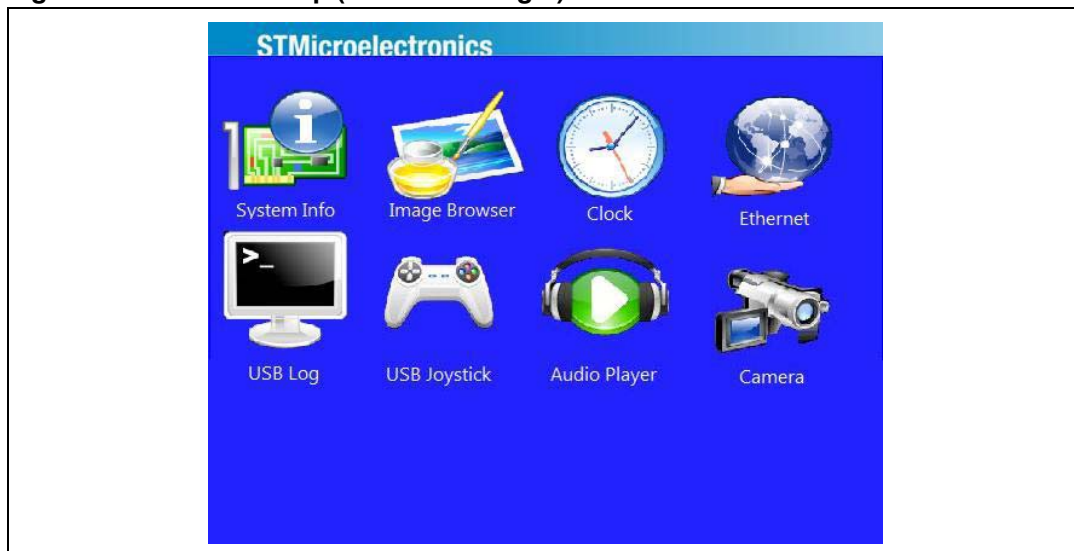 STMicroelectronics
System Info
Image Browser
Clock
Ethernet
>_
USB Log
USB Joystick
Audio Player
Camera